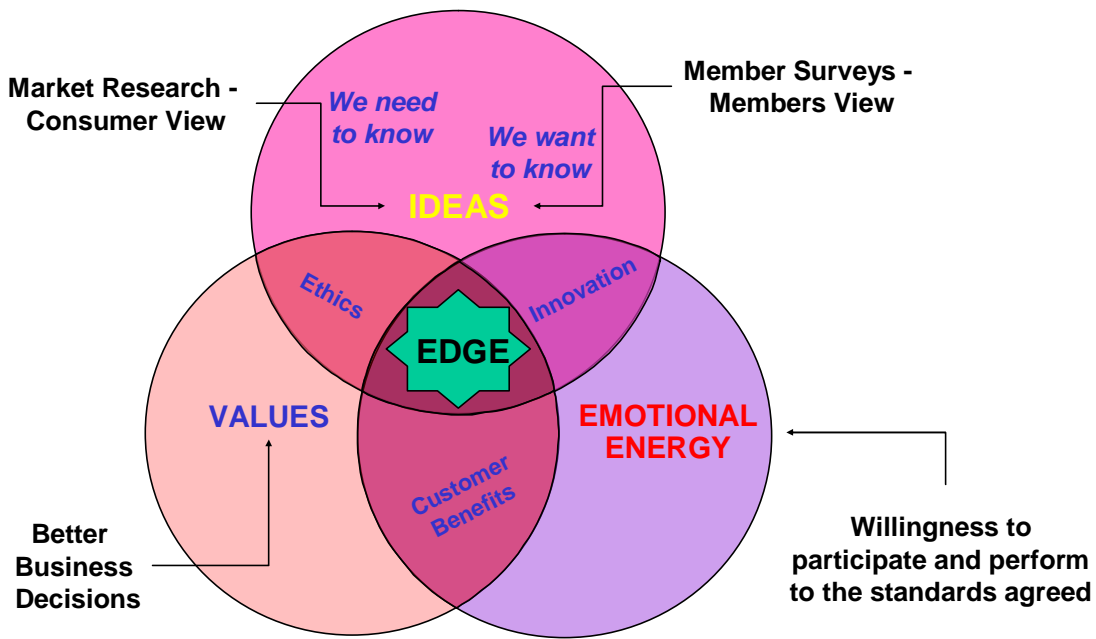 Market Research -
Consumer View
Member Surveys -
Members View
We need
to know
We want
to know
IDEAS
Ethics
Innovation
EDGE
VALUES
EMOTIONAL
ENERGY
Customer
Benefits
Better
Business
Decisions
Willingness to
participate and perform
to the standards agreed